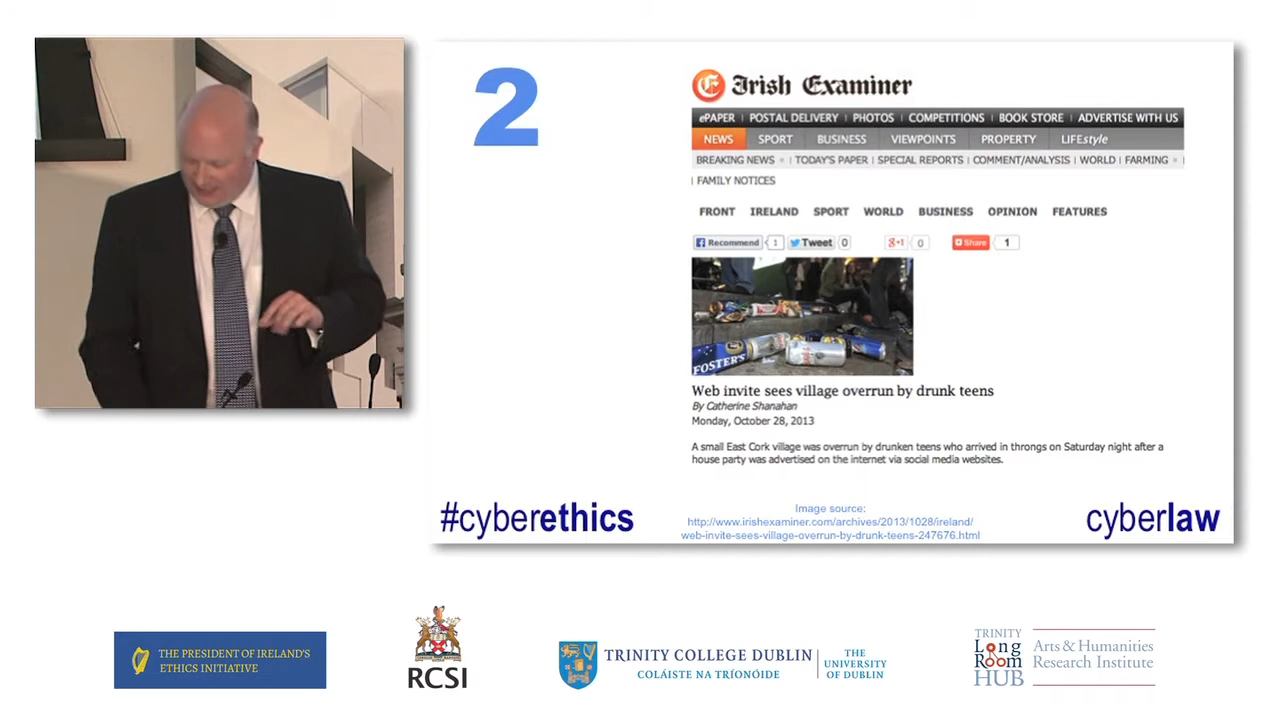 2
Irish Examiner
ePAPER | POSTAL DELIVERY | PHOTOS | COMPETITIONS | BOOK STORE | ADVERTISE WITH US
NEWS SPORT BUSINESS VIEWPOINTS PROPERTY LIFEstyle
BREAKING NEWS | TODAY'S PAPER | SPECIAL REPORTS | COMMENT/ANALYSIS | WORLD | FARMING |
| FAMILY NOTICES
FRONT IRELAND SPORT WORLD BUSINESS OPINION FEATURES
Recommend 1 Tweet 0 g+1 0 Share 1
FOSTER'S
Web invite sees village overrun by drunk teens
By Catherine Shanahan
Monday, October 28, 2013
A small East Cork village was overrun by drunken teens who arrived in throngs on Saturday night after a
house party was advertised on the internet via social media websites.
#cyberethics
Image source:
http://www.irishexaminer.com/archives/2013/1028/ireland/
web-invite-sees-village-overrun-by-drunk-teens-247676.html
cyberlaw
THE PRESIDENT OF IRELAND'S
ETHICS INITIATIVE
RCSI
TRINITY COLLEGE DUBLIN
COLÁISTE NA TRÍONÓIDE
THE
UNIVERSITY
OF DUBLIN
TRINITY
LONG
ROOM
HUB
Arts & Humanities
Research Institute